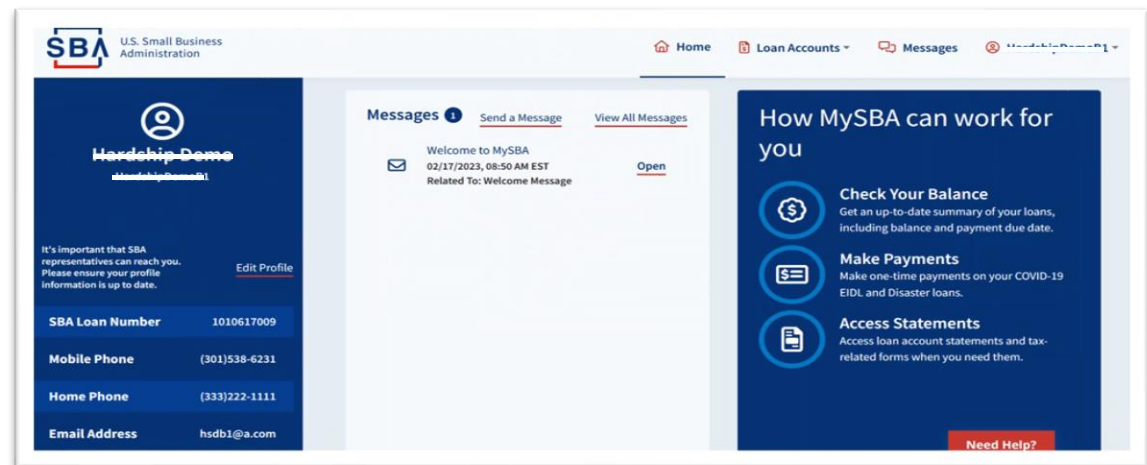 SBA
U.S. Small Business
Administration
Home
Loan Accounts
Messages
HardshipDemoB1
Hardship Demo
HardshipDemoB1
It's important that SBA
representatives can reach you.
Please ensure your profile
information is up to date.
Edit Profile
SBA Loan Number 1010617009
Mobile Phone (301)538-6231
Home Phone (333)222-1111
Email Address hsdb1@a.com
Messages 1 Send a Message View All Messages
Welcome to MySBA
02/17/2023, 08:50 AM EST
Open
Related To: Welcome Message
How MySBA can work for
you
Check Your Balance
Get an up-to-date summary of your loans,
including balance and payment due date.
Make Payments
Make one-time payments on your COVID-19
EIDL and Disaster loans.
Access Statements
Access loan account statements and tax-
related forms when you need them.
Need Help?